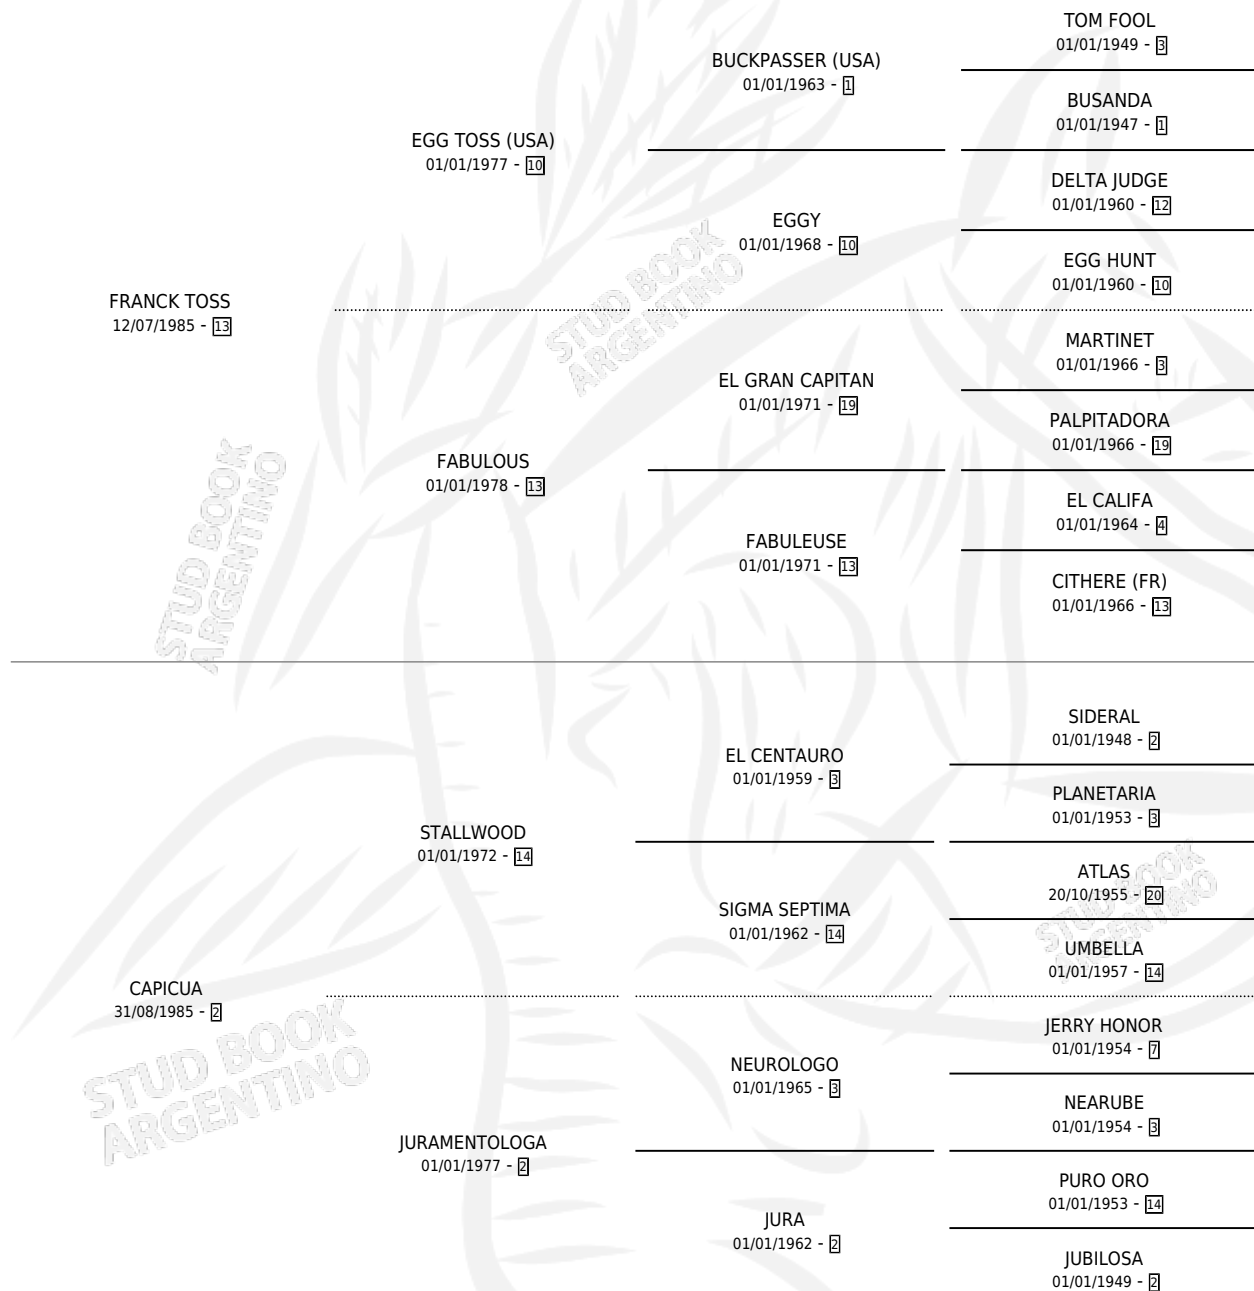 TOM FOOL
01/01/1949 - 3
BUCKPASSER (USA)
01/01/1963 - 1
BUSANDA
01/01/1947 - 1
EGG TOSS (USA)
01/01/1977 - 10
DELTA JUDGE
01/01/1960 - 12
EGGY
01/01/1968 - 10
EGG HUNT
01/01/1960 - 10
FRANCK TOSS
12/07/1985 - 13
MARTINET
01/01/1966 - 3
EL GRAN CAPITAN
01/01/1971 - 19
PALPITADORA
01/01/1966 - 19
FABULOUS
01/01/1978 - 13
EL CALIFA
01/01/1964 - 4
FABULEUSE
01/01/1971 - 13
CITHERE (FR)
01/01/1966 - 13
SIDERAL
01/01/1948 - 2
EL CENTAURO
01/01/1959 - 3
PLANETARIA
01/01/1953 - 3
STALLWOOD
01/01/1972 - 14
ATLAS
20/10/1955 - 20
SIGMA SEPTIMA
01/01/1962 - 14
UMBELLA
01/01/1957 - 14
CAPICUA
31/08/1985 - 2
JERRY HONOR
01/01/1954 - 7
NEUROLOGO
01/01/1965 - 3
NEARUBE
01/01/1954 - 3
JURAMENTOLOGA
01/01/1977 - 2
PURO ORO
01/01/1953 - 14
JURA
01/01/1962 - 2
JUBILOSA
01/01/1949 - 2
STUD BOOK
ARGENTINO
STUD BOOK
ARGENTINO
STUD BOOK
ARGENTINO
STUD BOOK
ARGENTINO